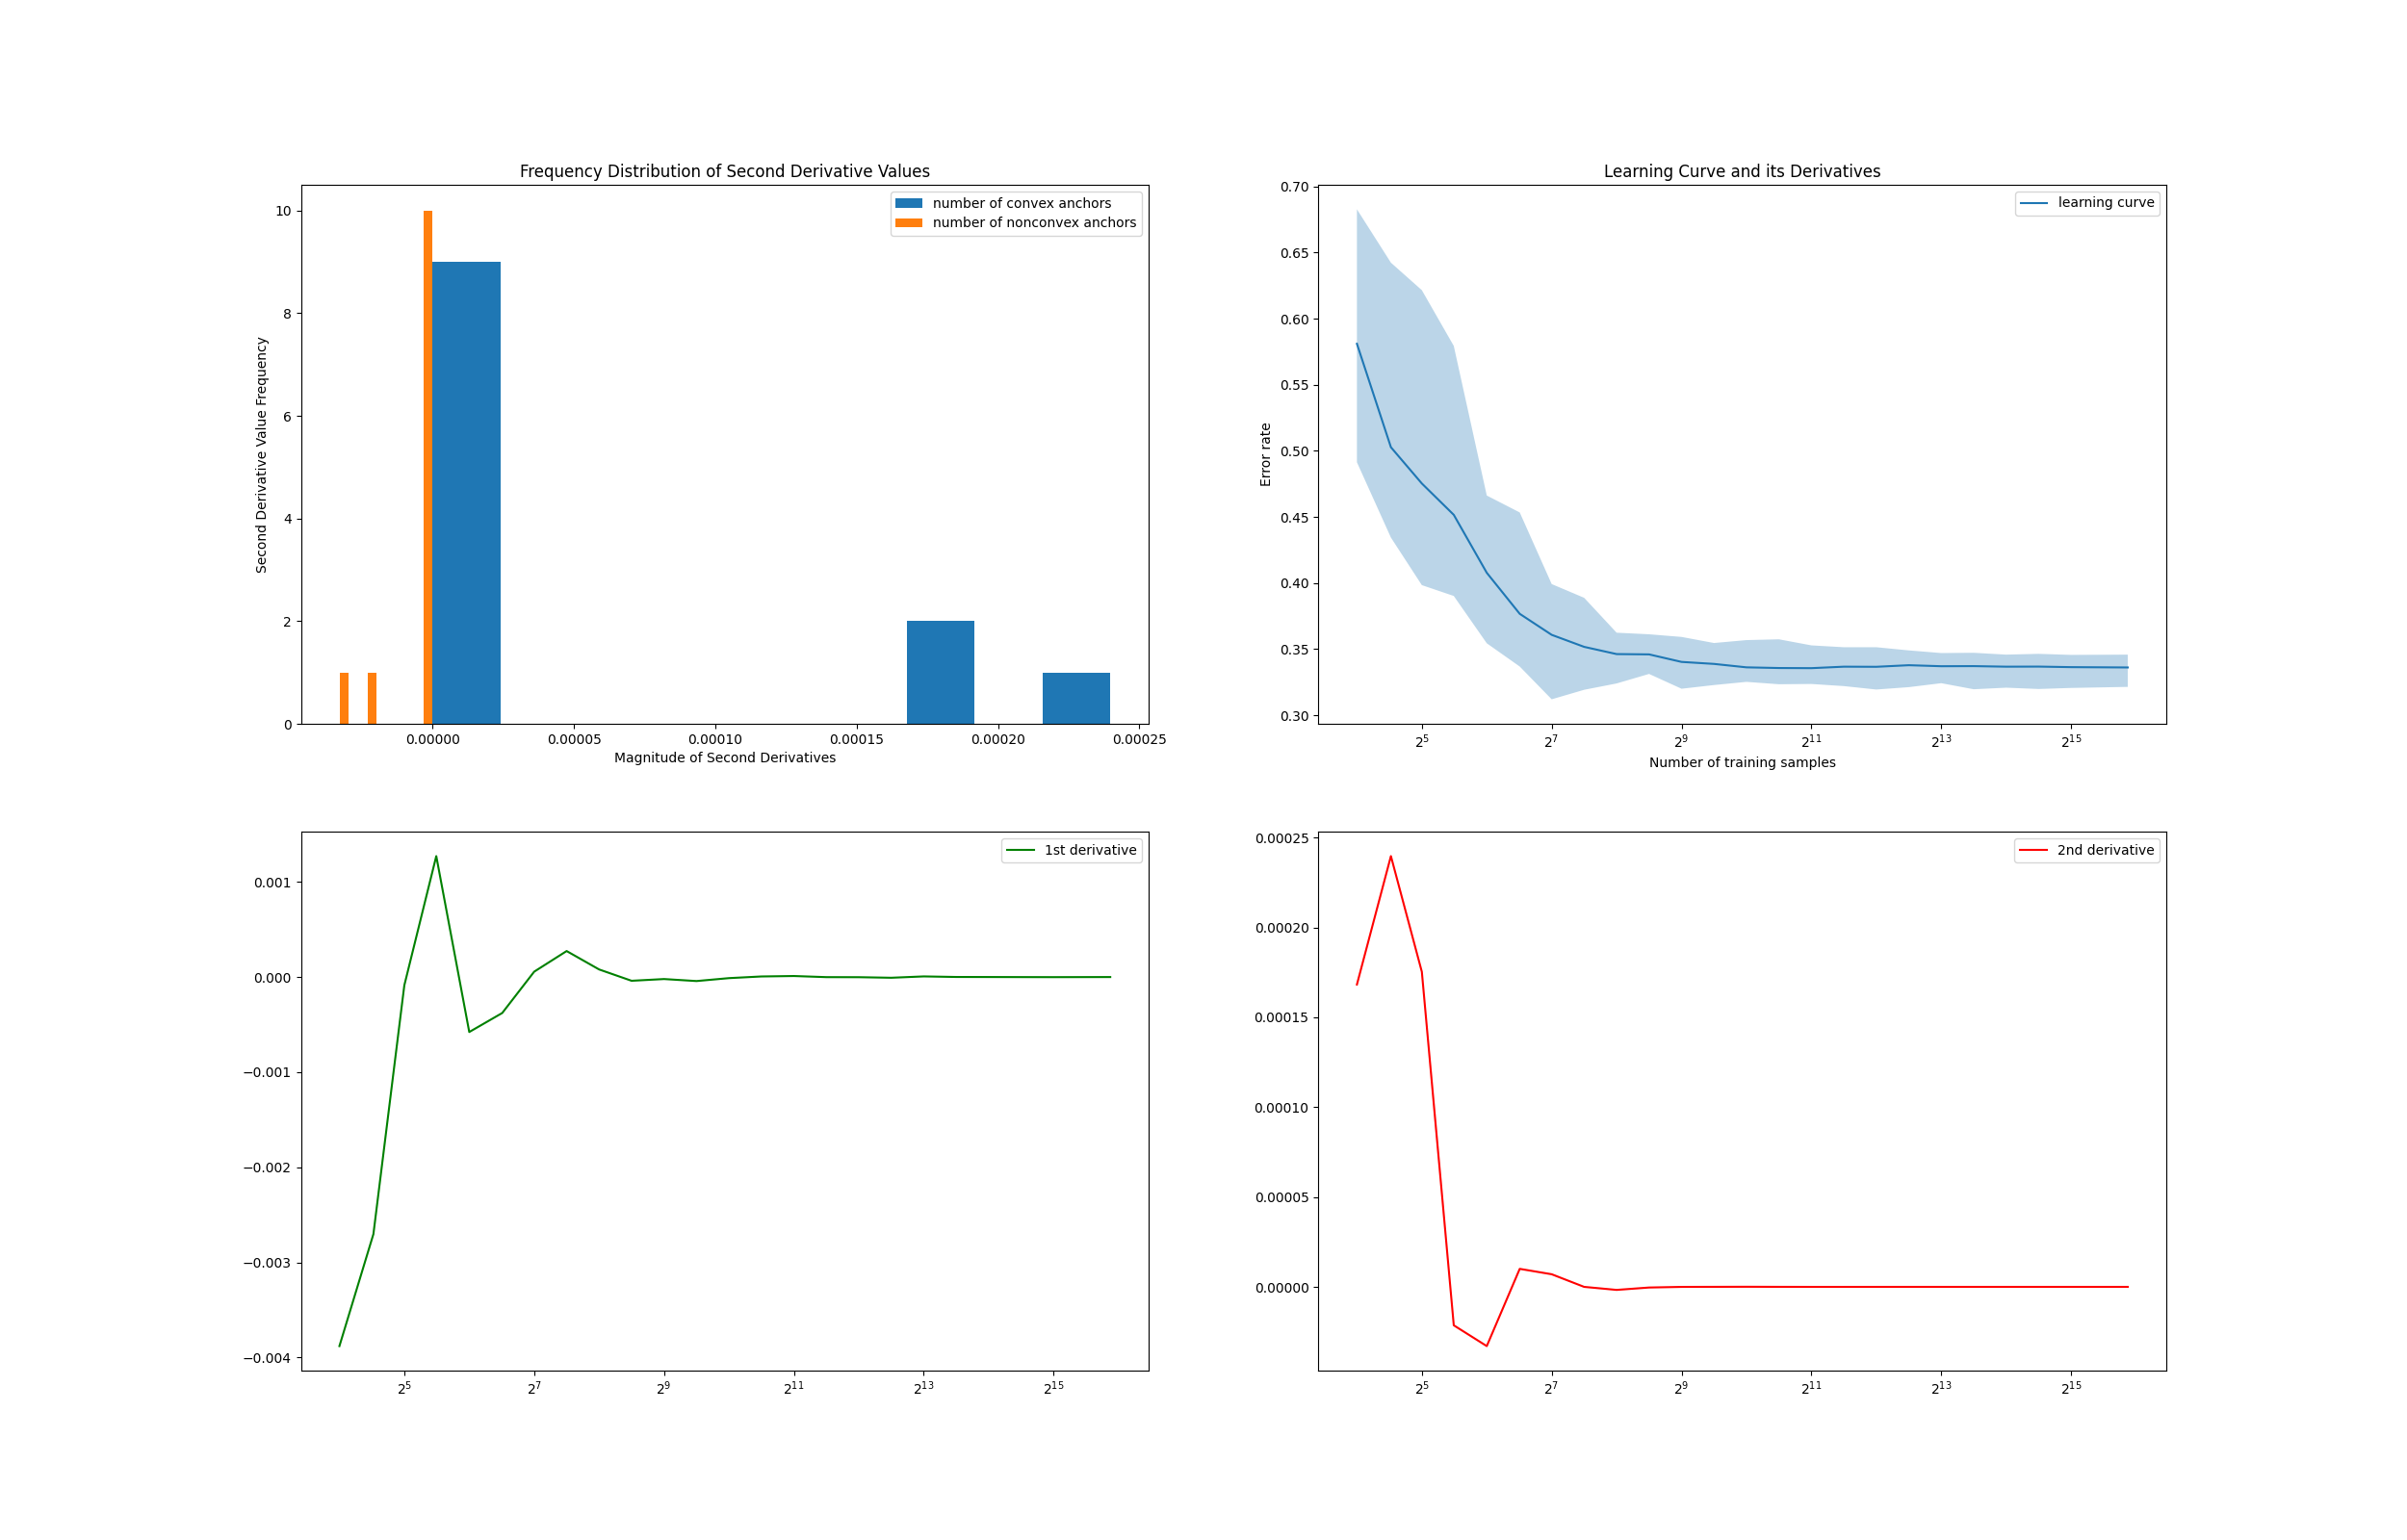 Frequency Distribution of Second Derivative Values
number of convex anchors
number of nonconvex anchors
10
8
6
4
2
0
Second Derivative Value Frequency
0.00000 0.00005 0.00010 0.00015 0.00020 0.00025
Magnitude of Second Derivatives
Learning Curve and its Derivatives
learning curve
0.70
0.65
0.60
0.55
0.50
0.45
0.40
0.35
0.30
Error rate
2^5 2^7 2^9 2^11 2^13 2^15
Number of training samples
1st derivative
0.001
0.000
−0.001
−0.002
−0.003
−0.004
2^5 2^7 2^9 2^11 2^13 2^15
2nd derivative
0.00025
0.00020
0.00015
0.00010
0.00005
0.00000
2^5 2^7 2^9 2^11 2^13 2^15